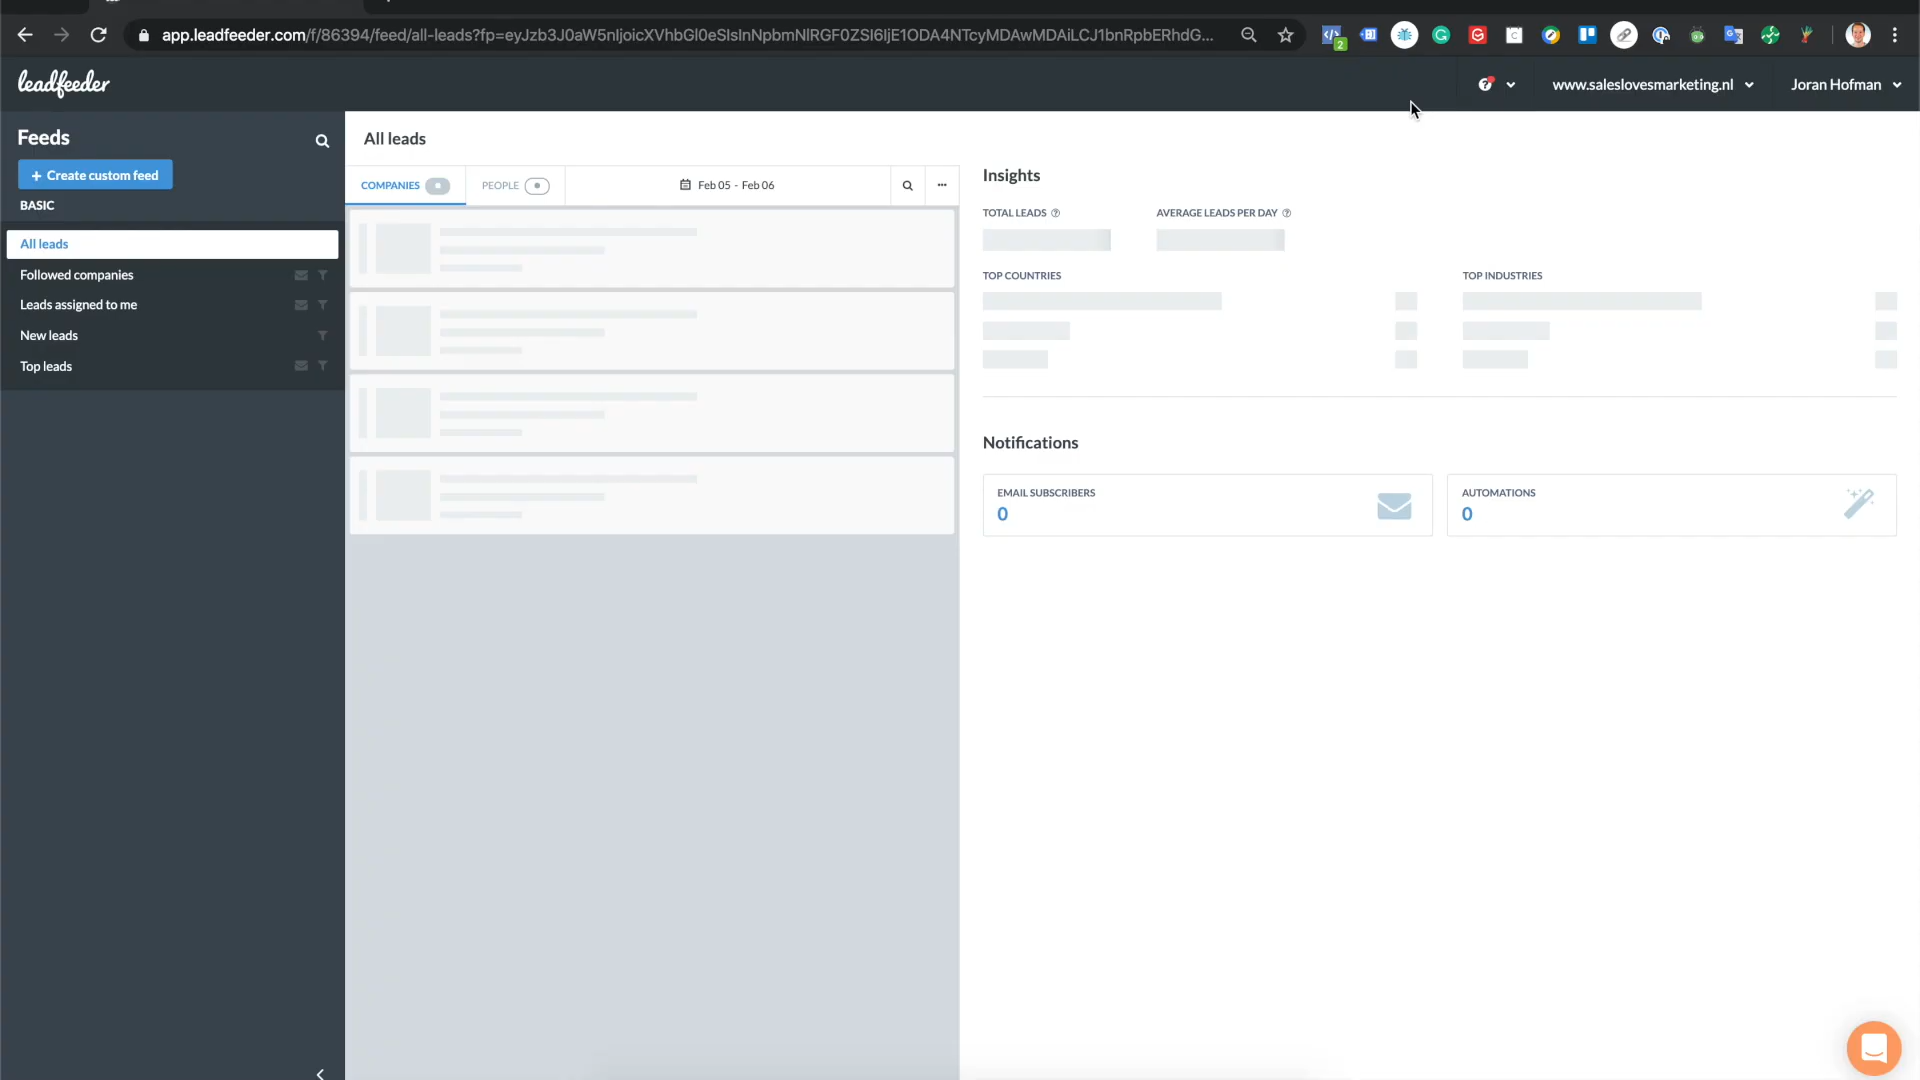 app.leadfeeder.com/f/86394/feed/all-leads?fp=eyJzb3J0aW5nIjoicXVhbGl0eSIsInNpbmNlRGF0ZSI6IjE1ODA4NTcyMDAwMDAiLCJ1bnRpbERhdG...
2
leadfeeder
www.saleslovesmarketing.nl
Joran Hofman
Feeds
+ Create custom feed
BASIC
All leads
Followed companies
Leads assigned to me
New leads
Top leads
All leads
COMPANIES
PEOPLE
Feb 05 - Feb 06
Insights
TOTAL LEADS
AVERAGE LEADS PER DAY
TOP COUNTRIES
TOP INDUSTRIES
Notifications
EMAIL SUBSCRIBERS
0
AUTOMATIONS
0